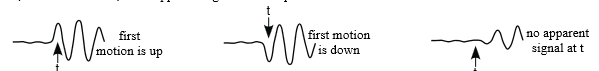 t
first
motion is up
t
first motion
is down
no apparent
signal at t